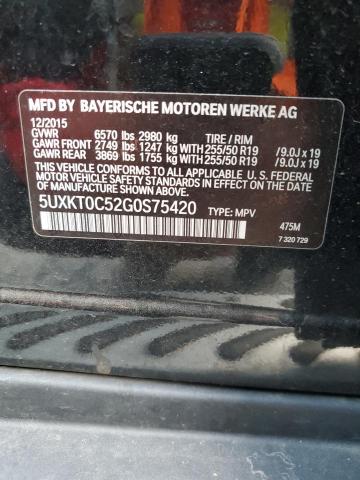 MFD BY BAYERISCHE MOTOREN WERKE AG
12/2015
GVWR 6570 lbs 2980 kg TIRE / RIM
GAWR FRONT 2749 lbs 1247 kg WITH 255/50 R19 /9.0J x 19
GAWR REAR 3869 lbs 1755 kg WITH 255/50 R19 /9.0J x 19
THIS VEHICLE CONFORMS TO ALL APPLICABLE U.S. FEDERAL
MOTOR VEHICLE SAFETY STANDARDS IN EFFECT
ON THE DATE OF MANUFACTURE SHOWN ABOVE.
5UXKT0C52G0S75420 TYPE: MPV
475M
7 320 729